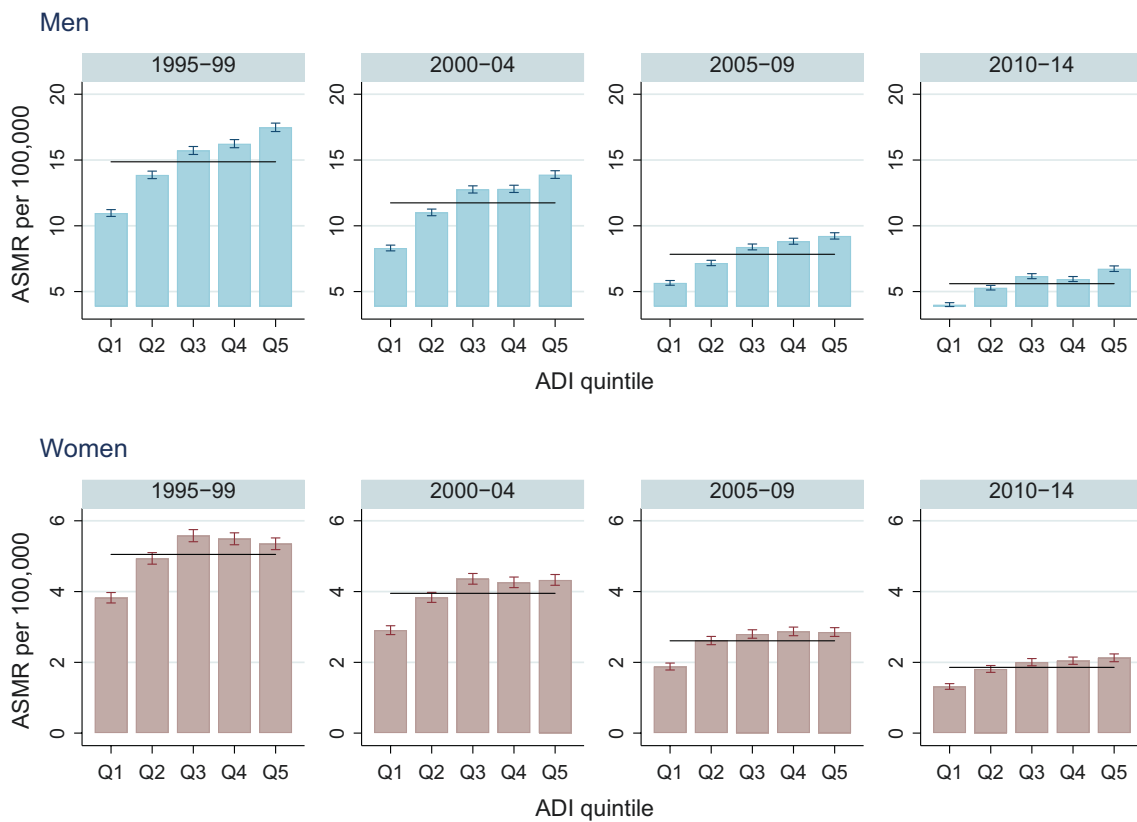 Men
1995−99 2000−04 2005−09 2010−14
ASMR per 100,000
20 20 20 20
15 15 15 15
10 10 10 10
5 5 5 5
Q1 Q2 Q3 Q4 Q5 Q1 Q2 Q3 Q4 Q5 Q1 Q2 Q3 Q4 Q5 Q1 Q2 Q3 Q4 Q5
ADI quintile
Women
1995−99 2000−04 2005−09 2010−14
ASMR per 100,000
6 6 6 6
4 4 4 4
2 2 2 2
0 0 0 0
Q1 Q2 Q3 Q4 Q5 Q1 Q2 Q3 Q4 Q5 Q1 Q2 Q3 Q4 Q5 Q1 Q2 Q3 Q4 Q5
ADI quintile